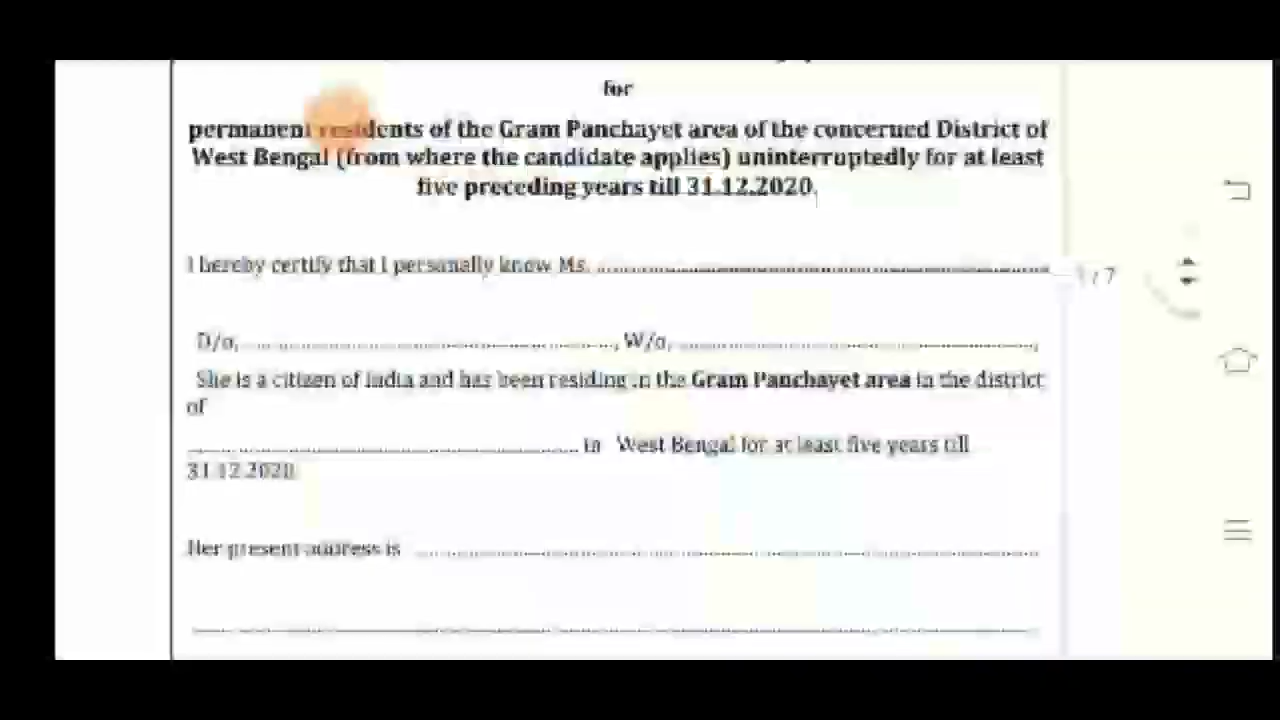 for
permanent residents of the Gram Panchayet area of the concerned District of
West Bengal (from where the candidate applies) uninterruptedly for at least
five preceding years till 31.12.2020.
I hereby certify that I personally know Ms. ..........................................................................
D/o, ............................................................, W/o, ............................................................,
She is a citizen of India and has been residing in the Gram Panchayet area in the district
of
............................................................... in West Bengal for at least five years till
31.12.2020.
Her present address is ....................................................................................................
........................................................................................................................................
/ 7